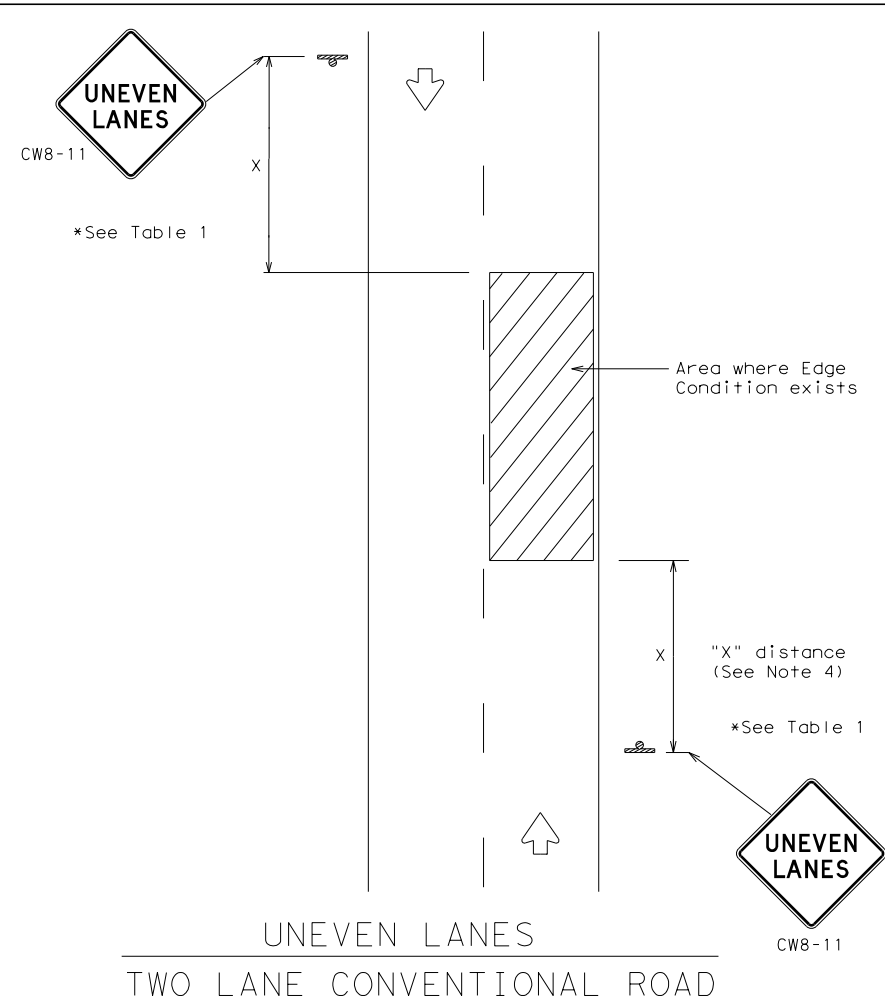 UNEVEN
LANES
CW8-11
X
*See Table 1
Area where Edge
Condition exists
X
"X" distance
(See Note 4)
*See Table 1
UNEVEN
LANES
CW8-11
UNEVEN LANES
TWO LANE CONVENTIONAL ROAD